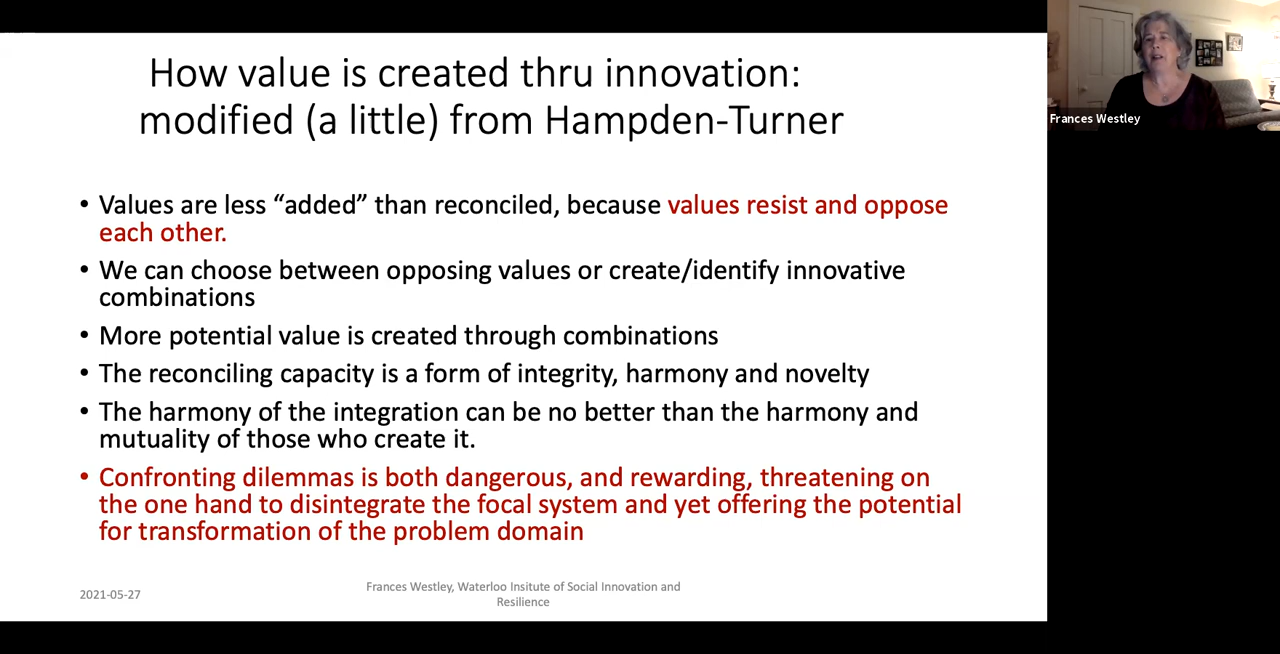 How value is created thru innovation:
modified (a little) from Hampden-Turner
• Values are less “added” than reconciled, because values resist and oppose
each other.
• We can choose between opposing values or create/identify innovative
combinations
• More potential value is created through combinations
• The reconciling capacity is a form of integrity, harmony and novelty
• The harmony of the integration can be no better than the harmony and
mutuality of those who create it.
• Confronting dilemmas is both dangerous, and rewarding, threatening on
the one hand to disintegrate the focal system and yet offering the potential
for transformation of the problem domain
2021-05-27
Frances Westley, Waterloo Insitute of Social Innovation and
Resilience
Frances Westley